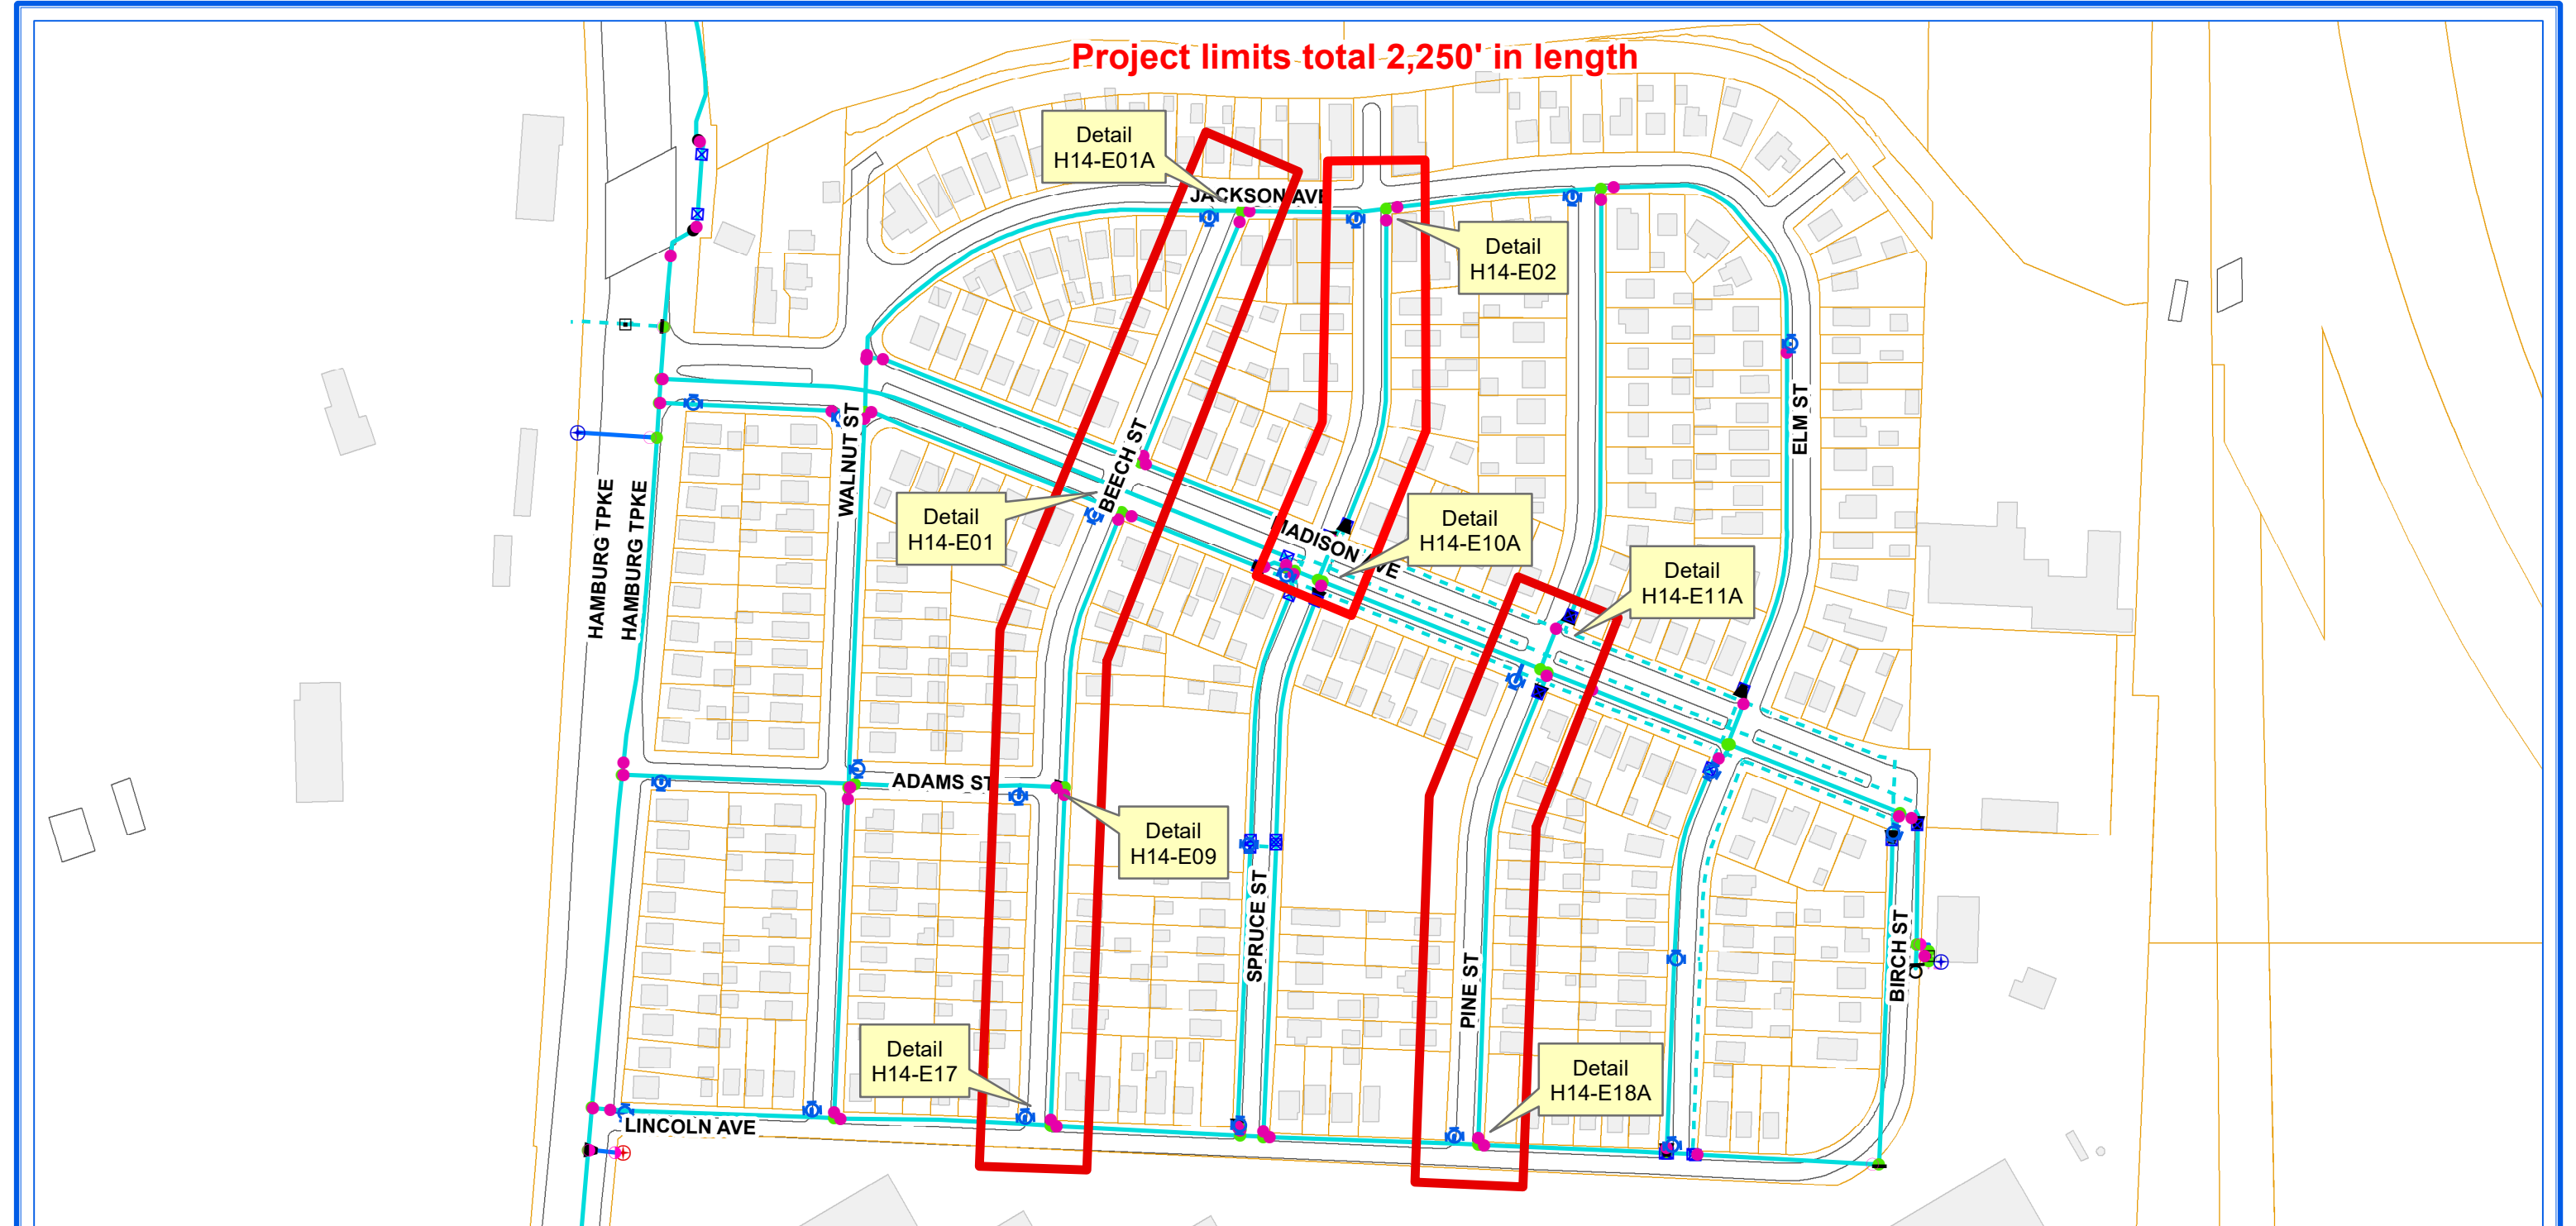 Project limits total 2,250' in length
Detail
H14-E01A
JACKSON AVE
Detail
H14-E02
ELM ST
WALNUT ST
BEECH ST
HAMBURG TPKE
HAMBURG TPKE
Detail
H14-E01
MADISON AVE
Detail
H14-E10A
Detail
H14-E11A
ADAMS ST
Detail
H14-E09
SPRUCE ST
PINE ST
BIRCH ST
Detail
H14-E17
Detail
H14-E18A
LINCOLN AVE